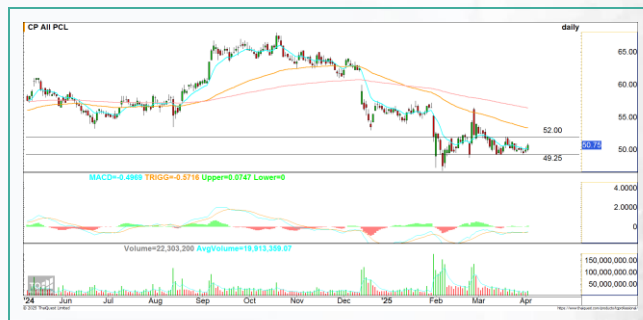 CP All PCL daily
65.00
60.00
55.00
52.00
50.75
50.00
49.25
MACD=-0.4969 TRIGG=-0.5716 Upper=0.0747 Lower=0
4.0000
2.0000
0
Volume=22,303,200 AvgVolume=19,913,359.67
150,000,000.00
100,000,000.00
50,000,000.00
'24 Jun Jul Aug Sep Oct Nov Dec '25 Feb Mar Apr
© 2025 TheQuest Limited